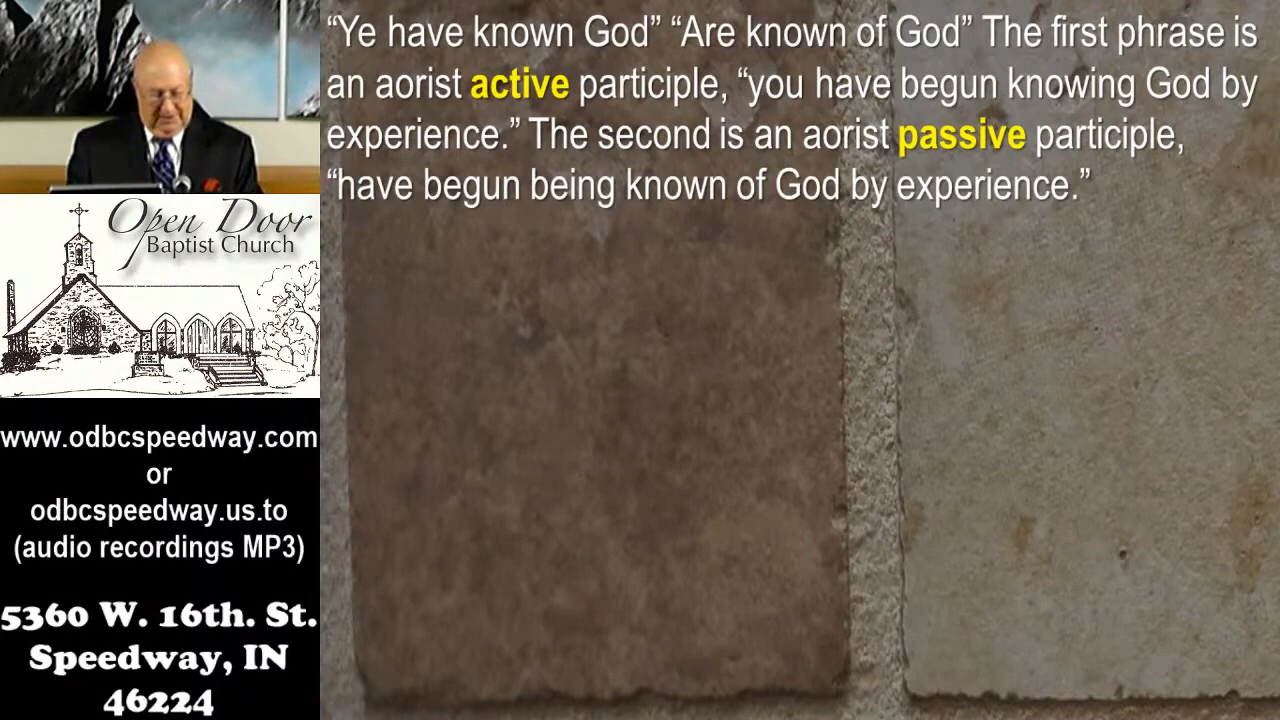 “Ye have known God” “Are known of God” The first phrase is
an aorist active participle, “you have begun knowing God by
experience.” The second is an aorist passive participle,
“have begun being known of God by experience.”
Open Door
Baptist Church
www.odbcspeedway.com
or
odbcspeedway.us.to
(audio recordings MP3)
5360 W. 16th. St.
Speedway, IN
46224